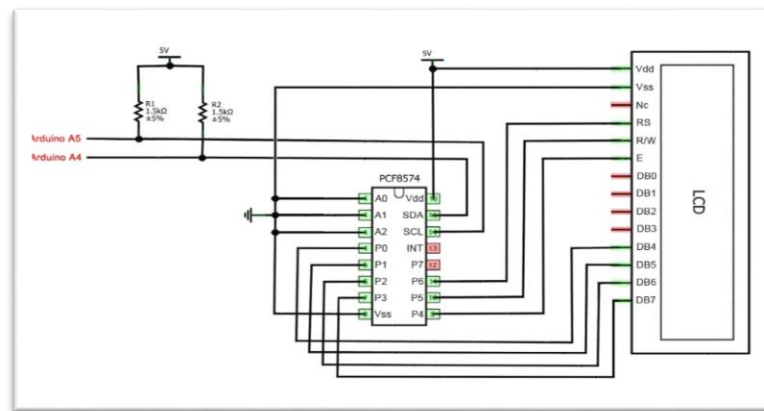 5V
R1
1.5kΩ
±5%
R2
1.5kΩ
±5%
Arduino A5
Arduino A4
5V
PCF8574
A0
A1
A2
P0
P1
P2
P3
Vss
Vdd
SDA
SCL
INT
13
P7
12
P6
P5
P4
Vdd
Vss
Nc
RS
R/W
E
DB0
DB1
DB2
DB3
DB4
DB5
DB6
DB7
LCD